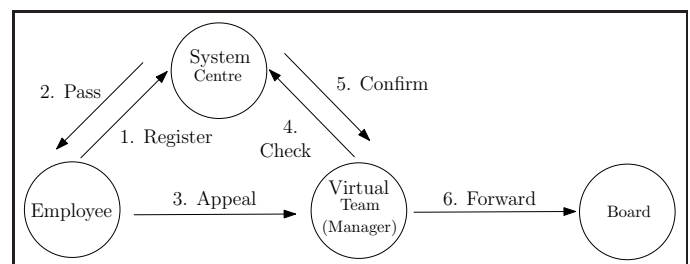 System
Centre
2. Pass
5. Confirm
1. Register
4.
Check
Employee
3. Appeal
Virtual
Team
(Manager)
6. Forward
Board